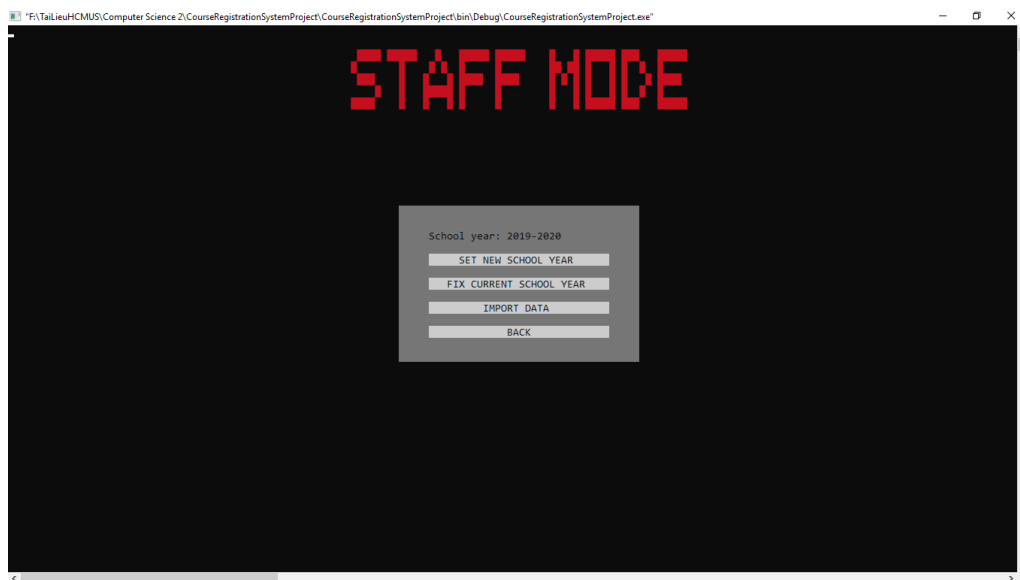 "F:\TaiLieuHCMUS\Computer Science 2\CourseRegistrationSystemProject\CourseRegistrationSystemProject\bin\Debug\CourseRegistrationSystemProject.exe"
STAFF MODE
School year: 2019-2020
SET NEW SCHOOL YEAR
FIX CURRENT SCHOOL YEAR
IMPORT DATA
BACK